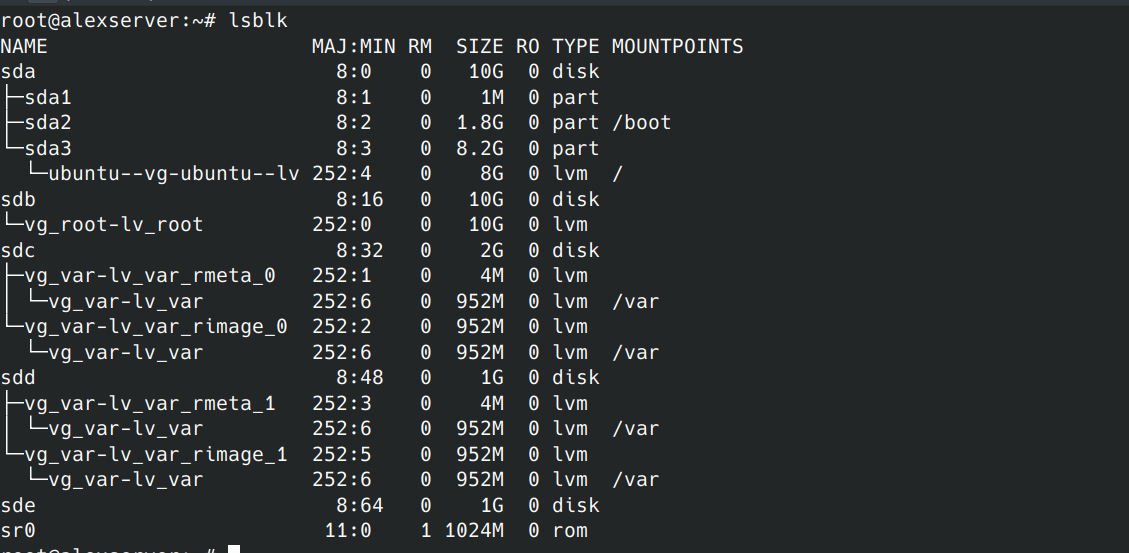 root@alexserver:~# lsblk
NAME                      MAJ:MIN RM  SIZE RO TYPE MOUNTPOINTS
sda                         8:0    0   10G  0 disk
├─sda1                      8:1    0    1M  0 part
├─sda2                      8:2    0  1.8G  0 part /boot
└─sda3                      8:3    0  8.2G  0 part
  └─ubuntu--vg-ubuntu--lv 252:4    0    8G  0 lvm  /
sdb                         8:16   0   10G  0 disk
└─vg_root-lv_root         252:0    0   10G  0 lvm
sdc                         8:32   0    2G  0 disk
├─vg_var-lv_var_rmeta_0   252:1    0    4M  0 lvm
│ └─vg_var-lv_var         252:6    0  952M  0 lvm  /var
└─vg_var-lv_var_rimage_0  252:2    0  952M  0 lvm
  └─vg_var-lv_var         252:6    0  952M  0 lvm  /var
sdd                         8:48   0    1G  0 disk
├─vg_var-lv_var_rmeta_1   252:3    0    4M  0 lvm
│ └─vg_var-lv_var         252:6    0  952M  0 lvm  /var
└─vg_var-lv_var_rimage_1  252:5    0  952M  0 lvm
  └─vg_var-lv_var         252:6    0  952M  0 lvm  /var
sde                         8:64   0    1G  0 disk
sr0                        11:0    1 1024M  0 rom
root@alexserver:~#